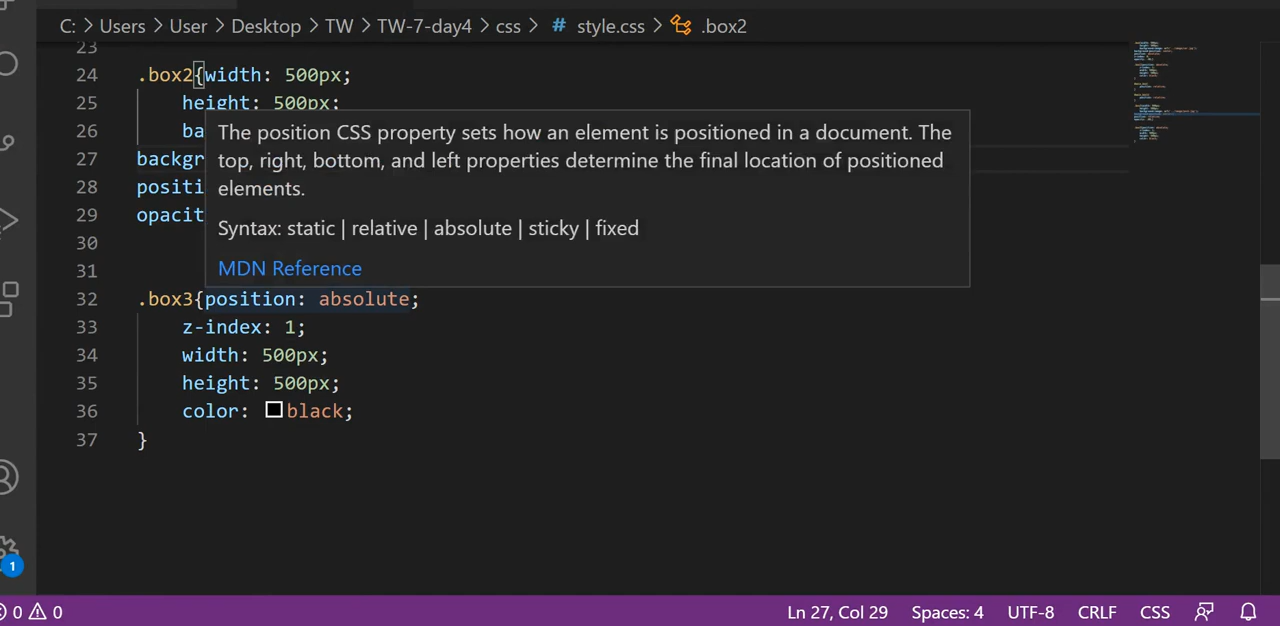 C: > Users > User > Desktop > TW > TW-7-day4 > css > # style.css > .box2
23
24 .box2{width: 500px;
25 height: 500px;
26 ba
27 backgr
28 positi
29 opacit
30
31
The position CSS property sets how an element is positioned in a document. The
top, right, bottom, and left properties determine the final location of positioned
elements.
Syntax: static | relative | absolute | sticky | fixed
MDN Reference
32 .box3{position: absolute;
33 z-index: 1;
34 width: 500px;
35 height: 500px;
36 color: black;
37 }
1
0 0 Ln 27, Col 29 Spaces: 4 UTF-8 CRLF CSS